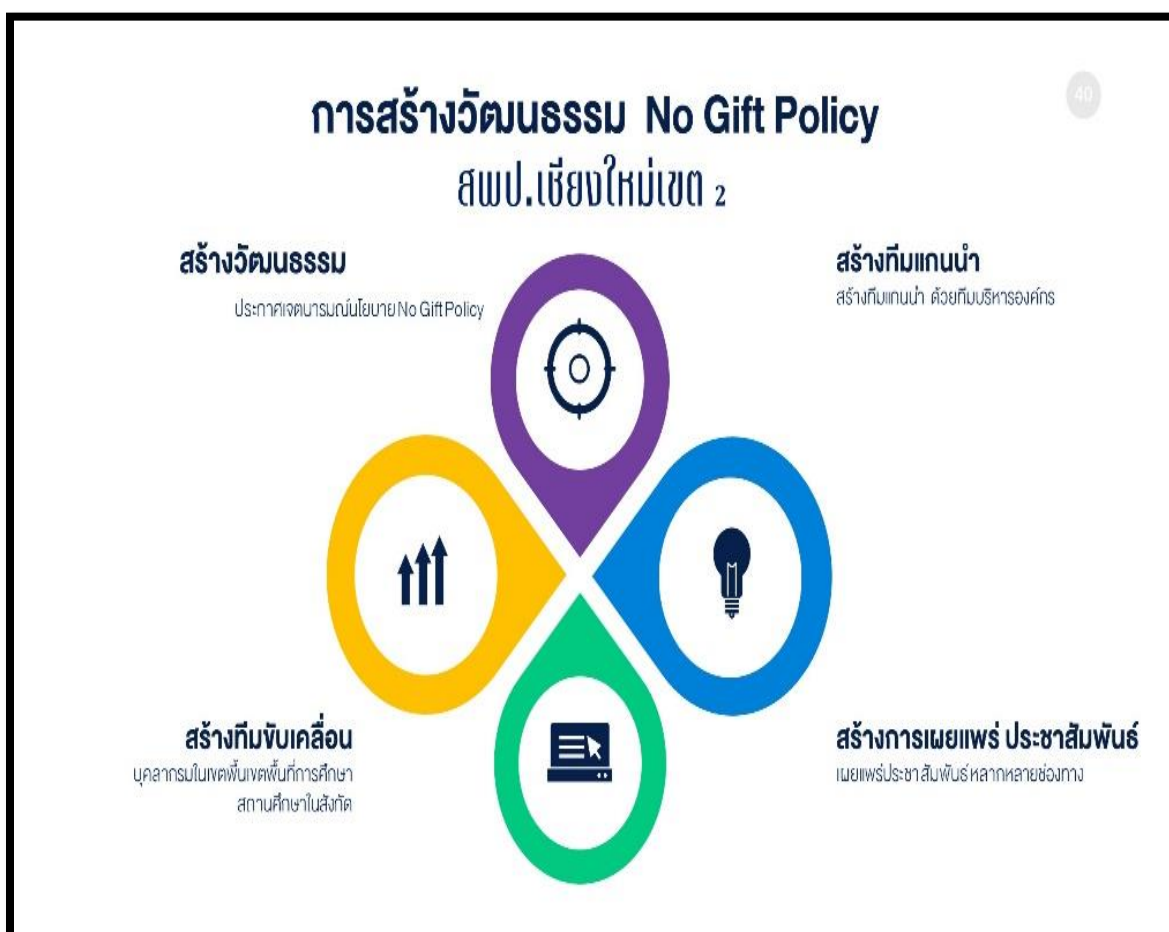 40
การสร้างวัฒนธรรม No Gift Policy
สพป.เชียงใหม่เขต 2
สร้างวัฒนธรรม
ประกาศเจตนารมณ์นโยบาย No Gift Policy
สร้างทีมแกนนำ
สร้างทีมแกนนำ ด้วยทีมบริหารองค์กร
สร้างทีมขับเคลื่อน
บุคลากรมในเขตพื้นเขตพื้นที่การศึกษา
สถานศึกษาในสังกัด
สร้างการเผยแพร่ ประชาสัมพันธ์
เผยแพร่ประชาสัมพันธ์หลากหลายช่องทาง